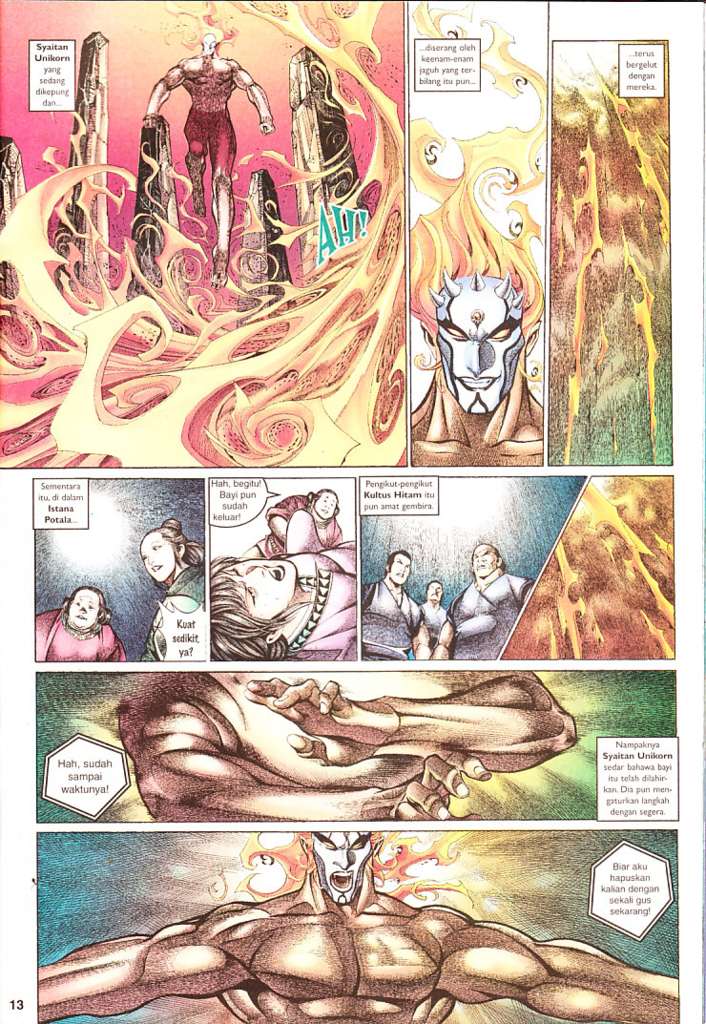 Syaitan
Unikorn
yang
sedang
dikepung
dan...
...diserang oleh
keenam-enam
jaguh yang ter-
bilang itu pun...
...terus
bergelut
dengan
mereka.
AH!
Sementara
itu, di dalam
Istana
Potala...
Kuat
sedikit,
ya?
Hah, begitu!
Bayi pun
sudah
keluar!
Pengikut-pengikut
Kultus Hitam itu
pun amat gembira.
Hah, sudah
sampai
waktunya!
Nampaknya
Syaitan Unikorn
sedar bahawa bayi
itu telah dilahir-
kan. Dia pun men-
gaturkan langkah
dengan segera.
Biar aku
hapuskan
kalian dengan
sekali gus
sekarang!
13